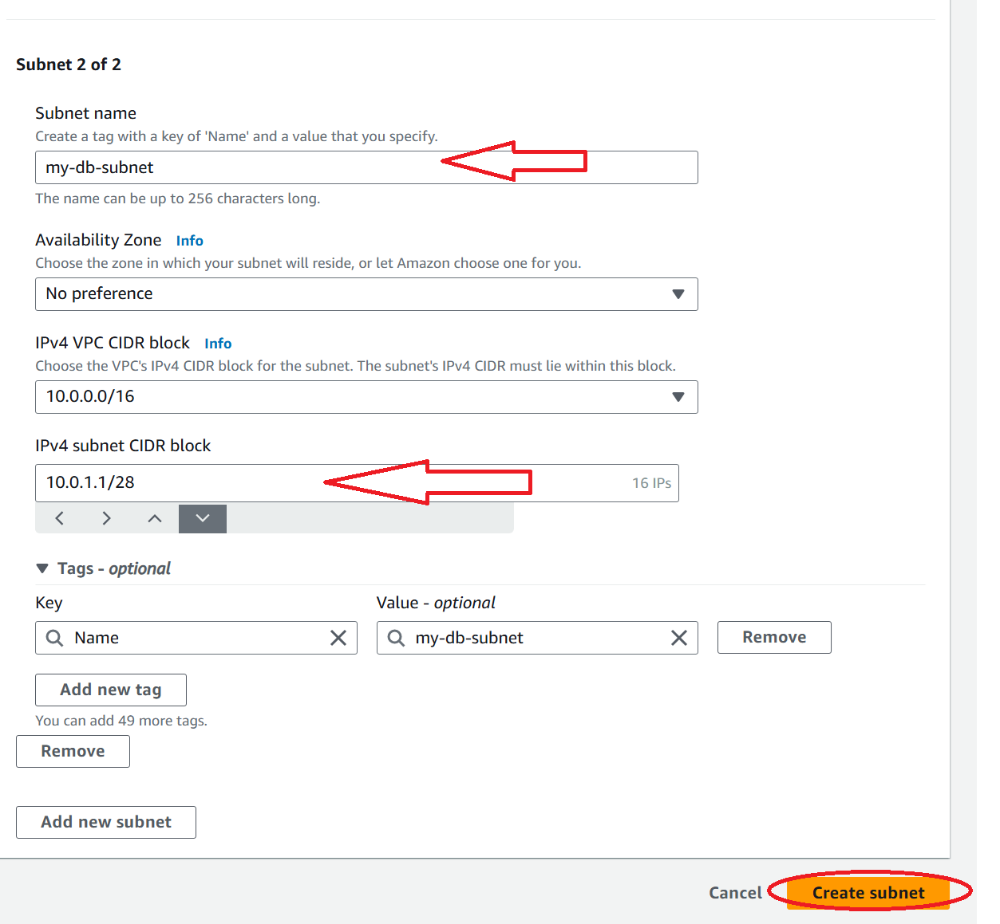 Subnet 2 of 2
Subnet name
Create a tag with a key of 'Name' and a value that you specify.
my-db-subnet
The name can be up to 256 characters long.
Availability Zone Info
Choose the zone in which your subnet will reside, or let Amazon choose one for you.
No preference
IPv4 VPC CIDR block Info
Choose the VPC's IPv4 CIDR block for the subnet. The subnet's IPv4 CIDR must lie within this block.
10.0.0.0/16
IPv4 subnet CIDR block
10.0.1.1/28 16 IPs
Tags - optional
Key Value - optional
Name my-db-subnet Remove
Add new tag
You can add 49 more tags.
Remove
Add new subnet
Cancel Create subnet